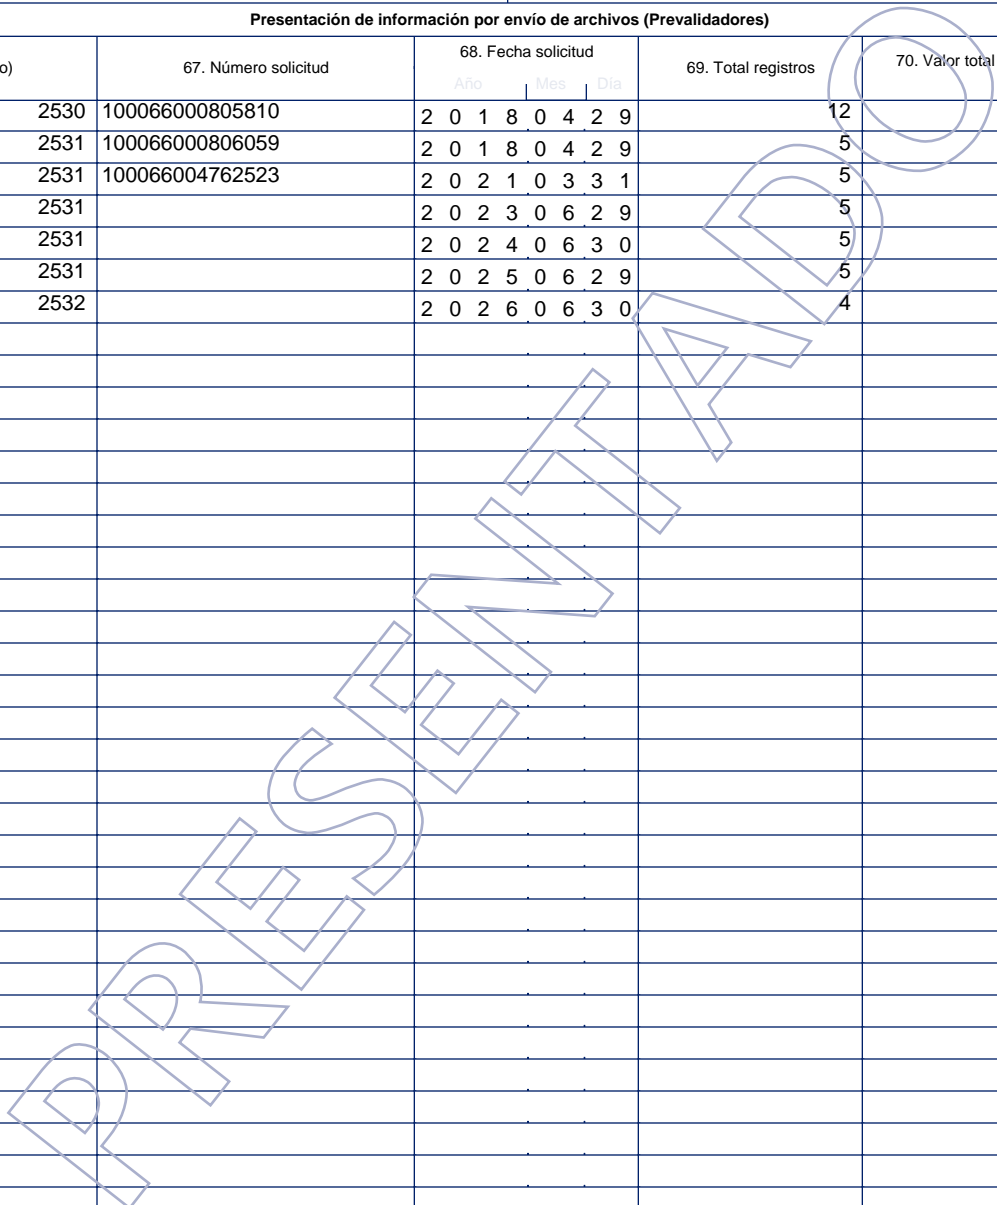 Presentación de información por envío de archivos (Prevalidadores)
o) 67. Número solicitud 68. Fecha solicitud 69. Total registros 70. Valor total
Año Mes Día
2530 100066000805810 2 0 1 8 0 4 2 9 12
2531 100066000806059 2 0 1 8 0 4 2 9 5
2531 100066004762523 2 0 2 1 0 3 3 1 5
2531 2 0 2 3 0 6 2 9 5
2531 2 0 2 4 0 6 3 0 5
2531 2 0 2 5 0 6 2 9 5
2532 2 0 2 6 0 6 3 0 4
PRESENTADO